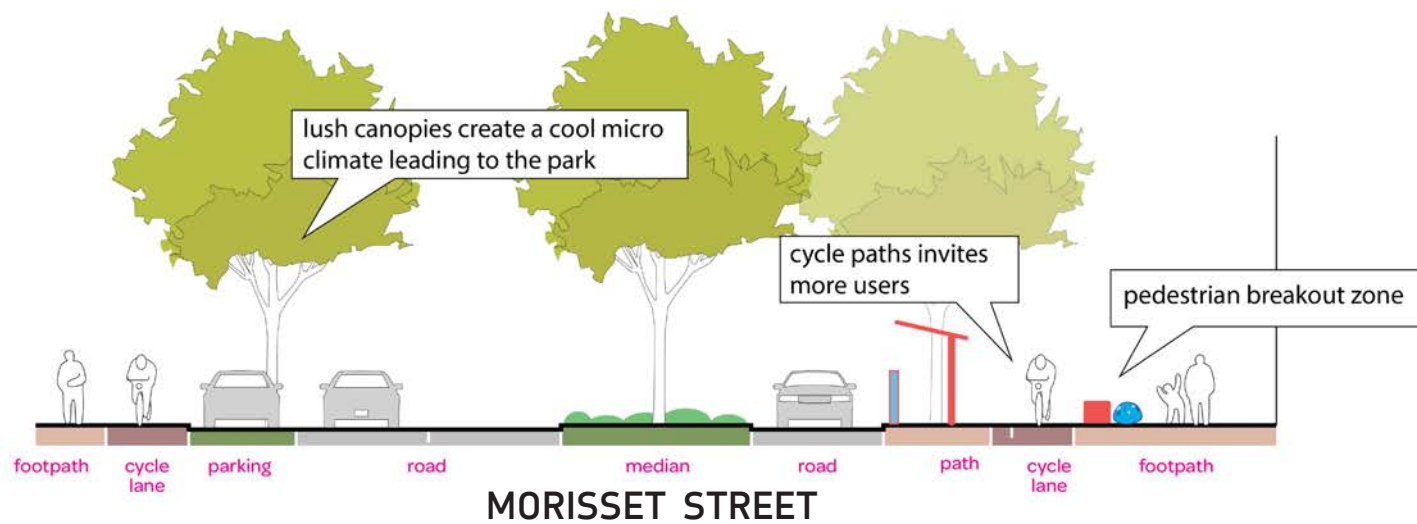 lush canopies create a cool micro
climate leading to the park
cycle paths invites
more users
pedestrian breakout zone
footpath
cycle
lane
parking
road
median
road
path
cycle
lane
footpath
MORISSET STREET